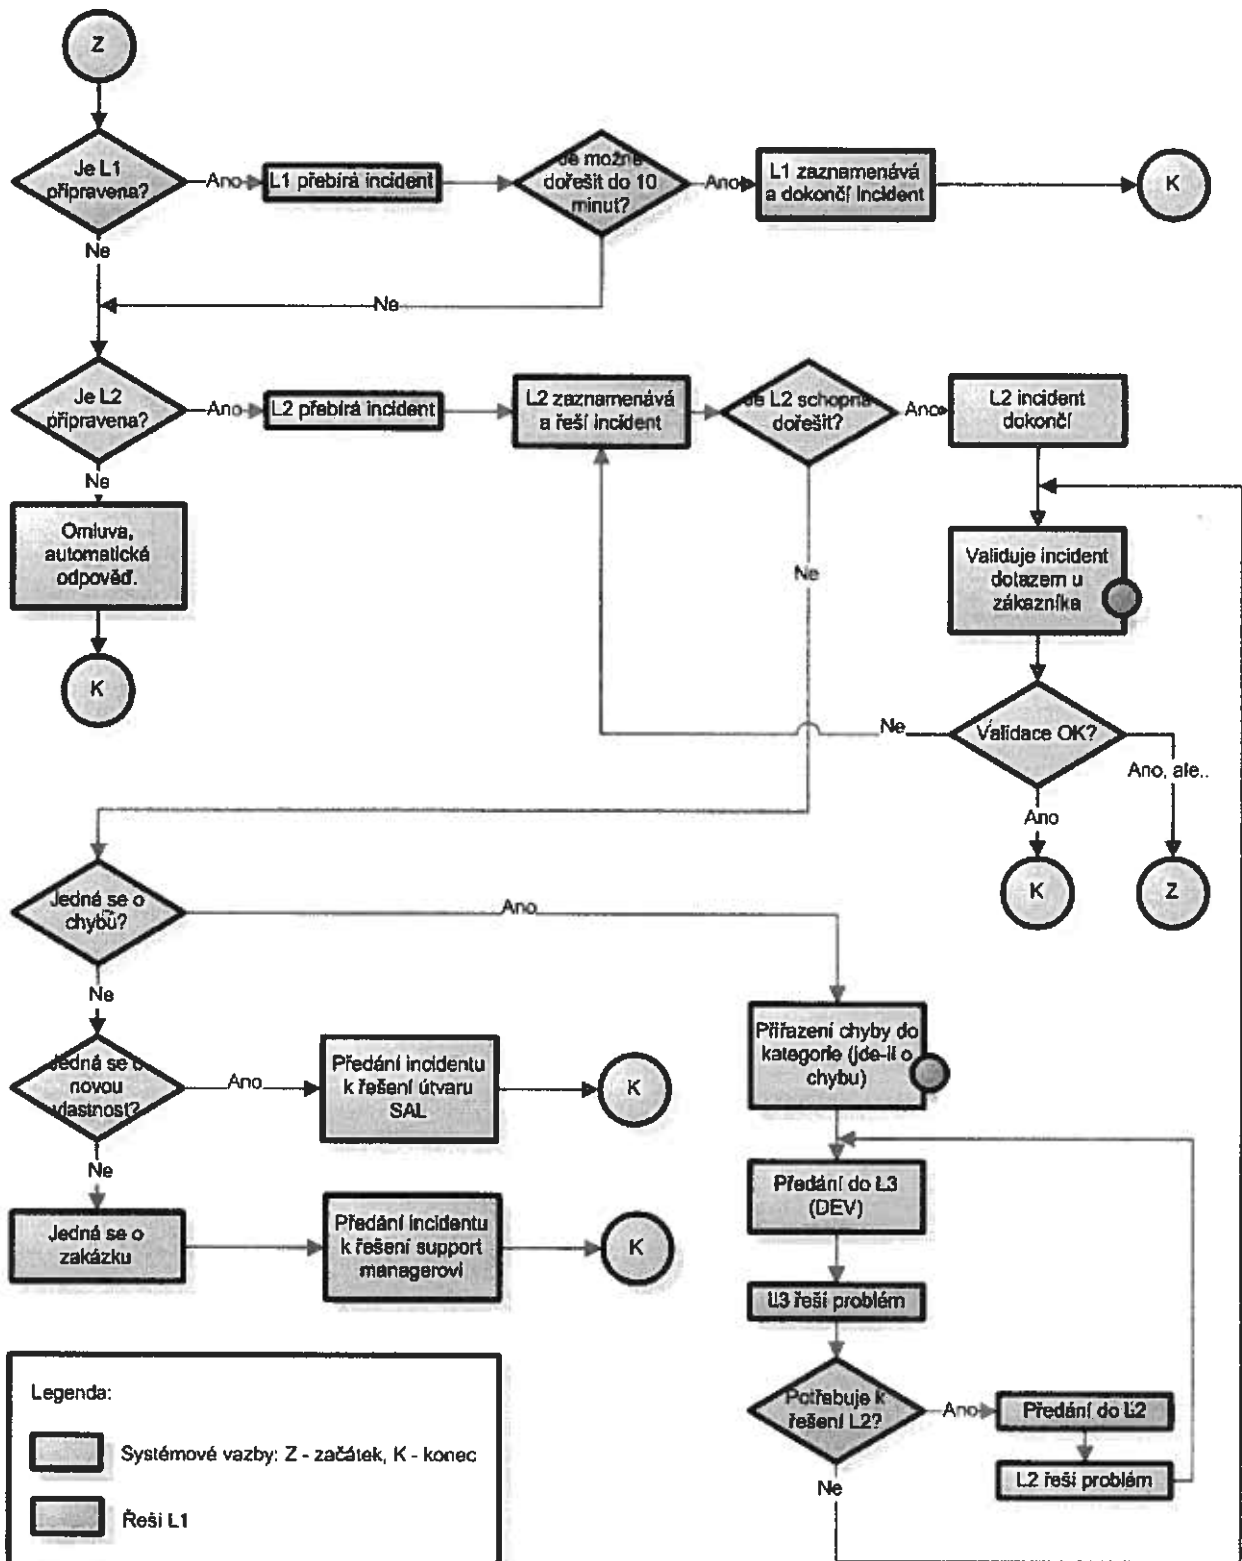 Z
Je L1
připravena?
Ano
L1 přebírá incident
Je možné
dořešit do 10
minut?
Ano
L1 zaznamenává
a dokončí incident
K
Ne
Ne
Je L2
připravena?
Ano
L2 přebírá incident
L2 zaznamenává
a řeší incident
Je L2 schopna
dořešit?
Ano
L2 incident
dokončí
Ne
Omluva,
automatická
odpověď.
K
Ne
Validuje incident
dotazem u
zákazníka
Ne
Validace OK?
Ano, ale..
Ano
K
Z
Jedná se o
chybu?
Ano
Ne
Jedná se o
novou
vlastnost?
Ano
Předání incidentu
k řešení útvaru
SAL
K
Přiřazení chyby do
kategorie (jde-li o
chybu)
Ne
Jedná se o
zakázku
Předání incidentu
k řešení support
managerovi
K
Předání do L3
(DEV)
L3 řeší problém
Potřebuje k
řešení L2?
Ano
Předání do L2
L2 řeší problém
Ne
Legenda:
Systémové vazby: Z - začátek, K - konec
Řeší L1